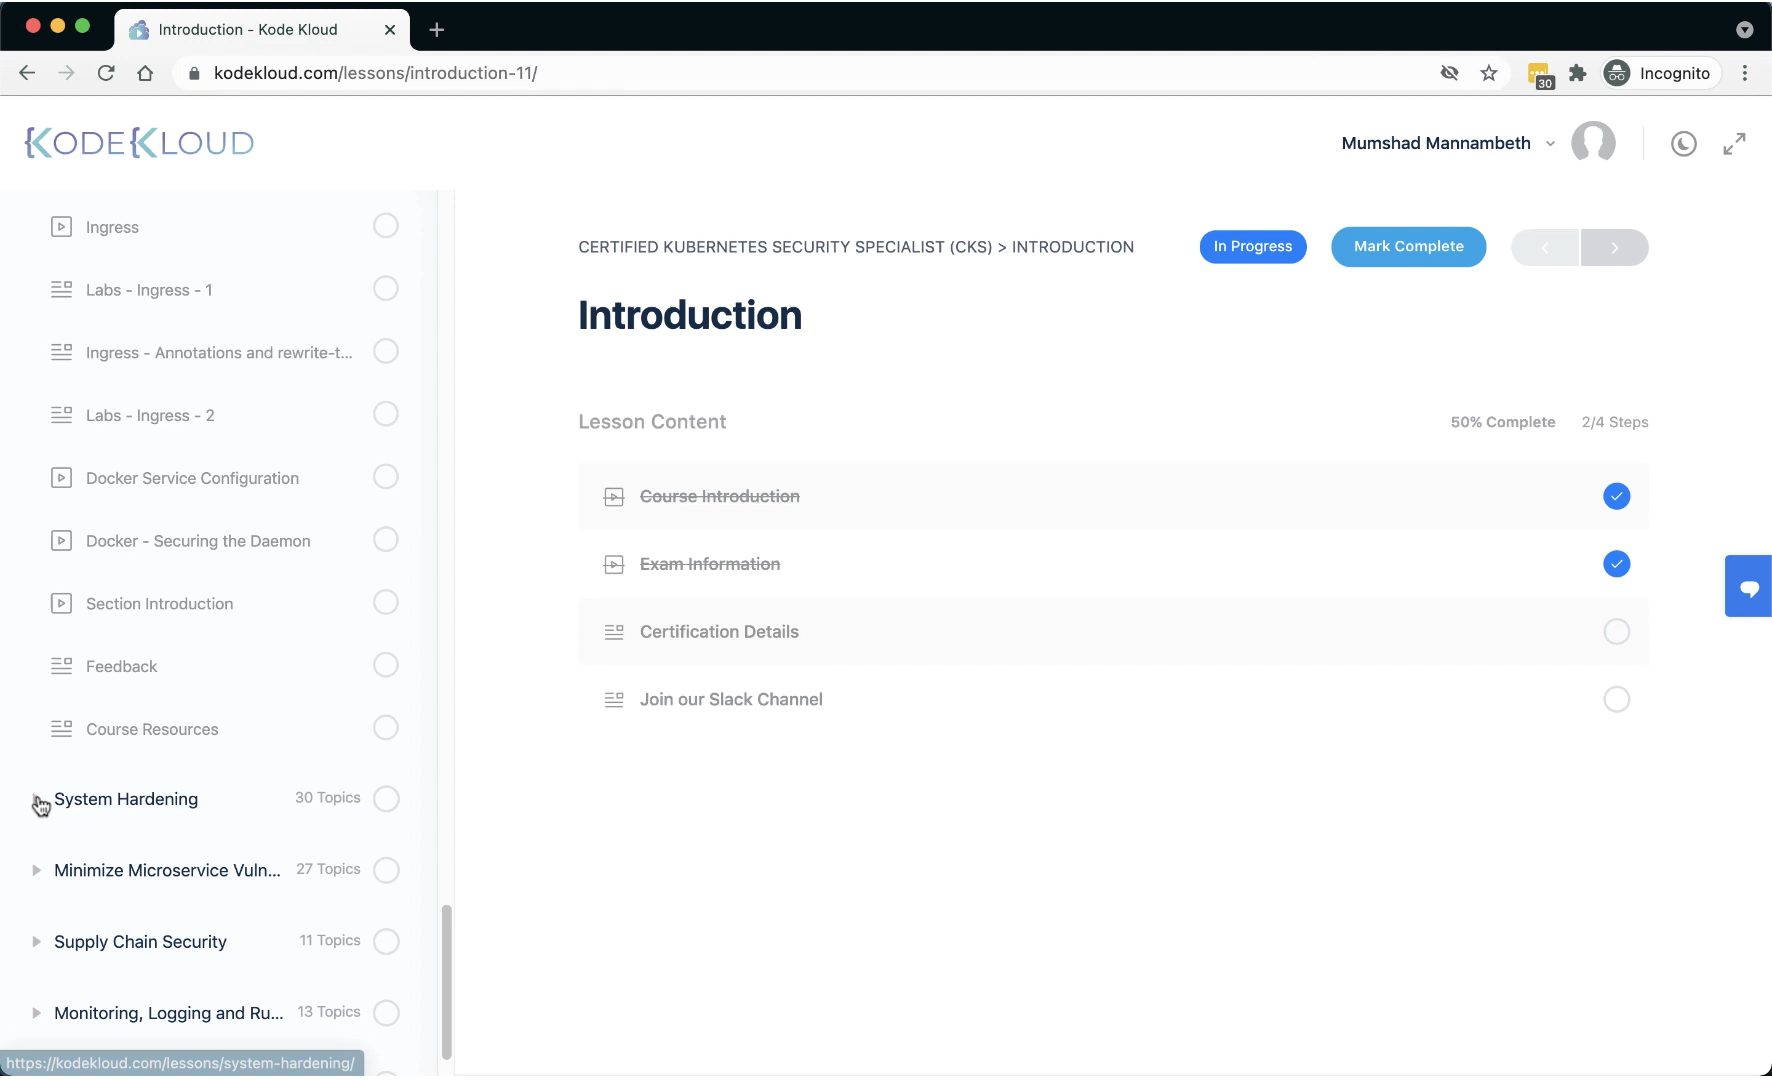 Introduction - Kode Kloud
kodekloud.com/lessons/introduction-11/
30
Incognito
KODEKLOUD
Mumshad Mannambeth
Ingress
Labs - Ingress - 1
Ingress - Annotations and rewrite-t...
Labs - Ingress - 2
Docker Service Configuration
Docker - Securing the Daemon
Section Introduction
Feedback
Course Resources
System Hardening 30 Topics
Minimize Microservice Vuln... 27 Topics
Supply Chain Security 11 Topics
Monitoring, Logging and Ru... 13 Topics
https://kodekloud.com/lessons/system-hardening/
CERTIFIED KUBERNETES SECURITY SPECIALIST (CKS) > INTRODUCTION
In Progress
Mark Complete
Introduction
Lesson Content
50% Complete 2/4 Steps
Course Introduction
Exam Information
Certification Details
Join our Slack Channel